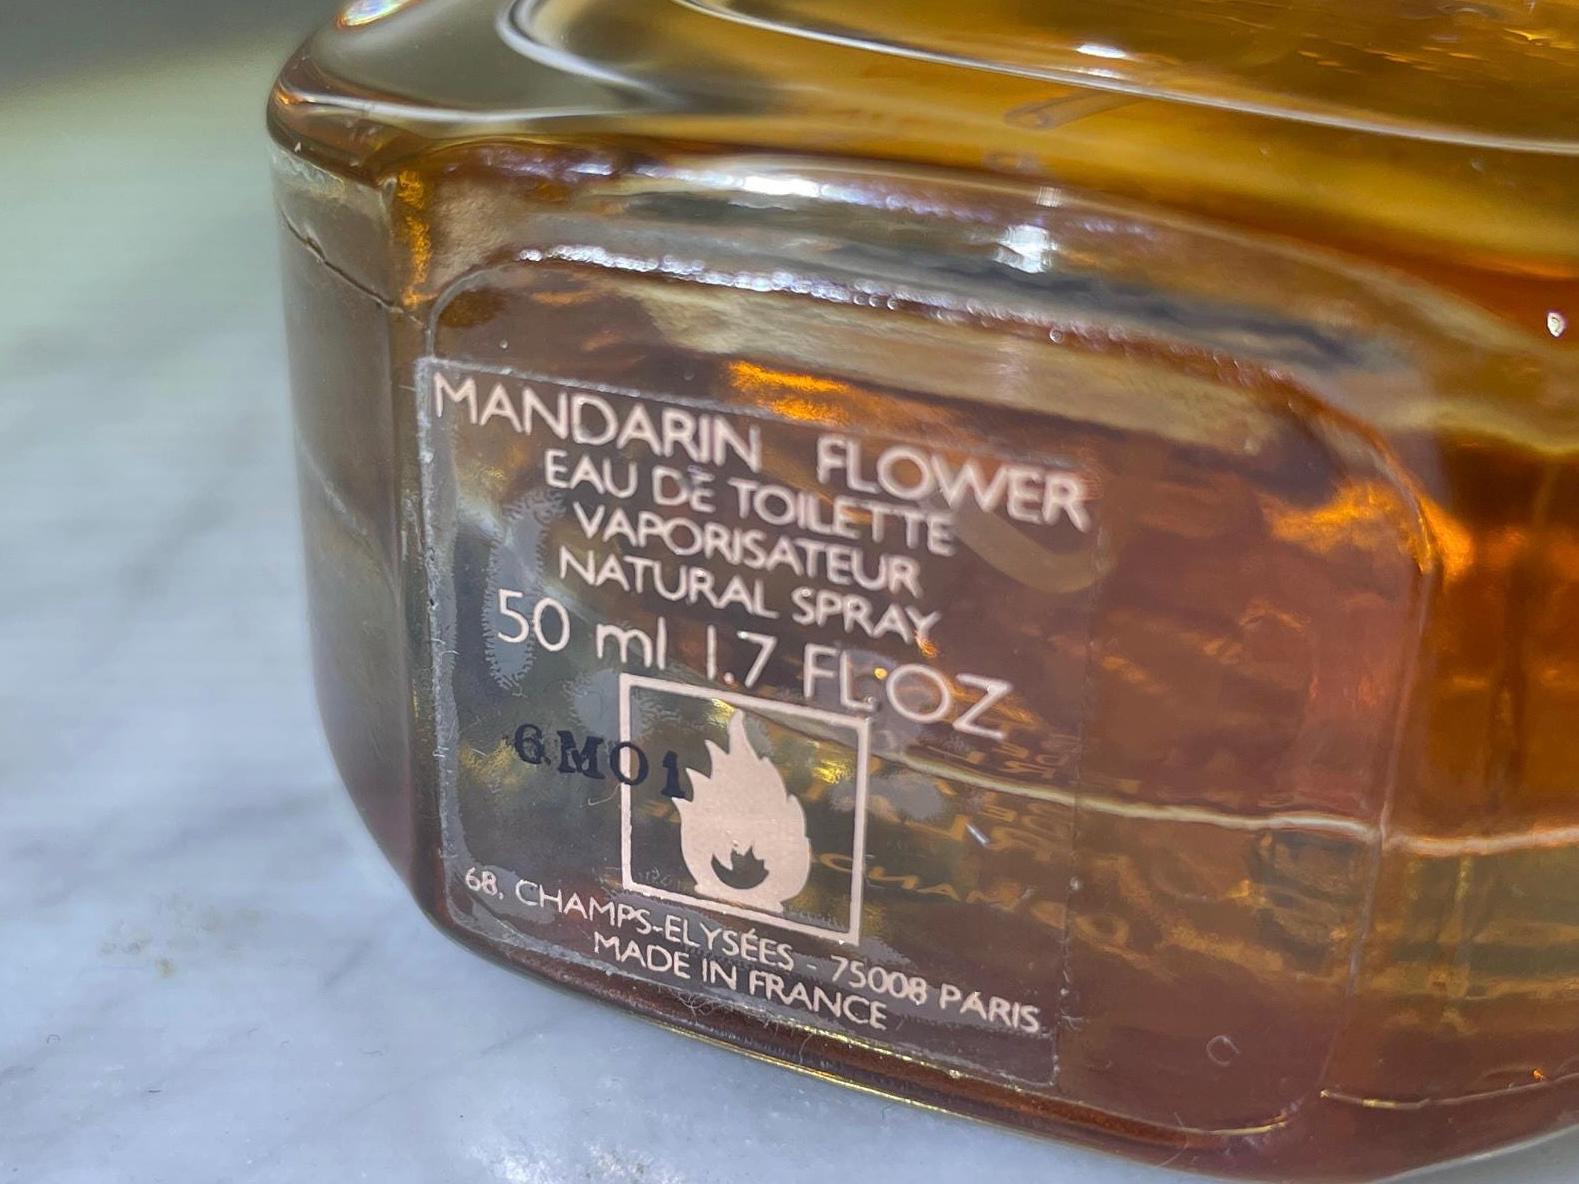 MANDARIN FLOWER
EAU DE TOILETTE
VAPORISATEUR
NATURAL SPRAY
50 ml 1.7 FL.OZ
6M01
68, CHAMPS-ELYSÉES - 75008 PARIS
MADE IN FRANCE